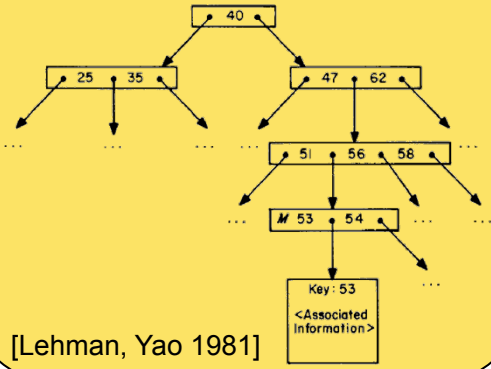 40
25 35
47 62
... ... ... ... ...
51 56 58
... ... ...
M 53 54
...
Key: 53
<Associated
Information>
[Lehman, Yao 1981]